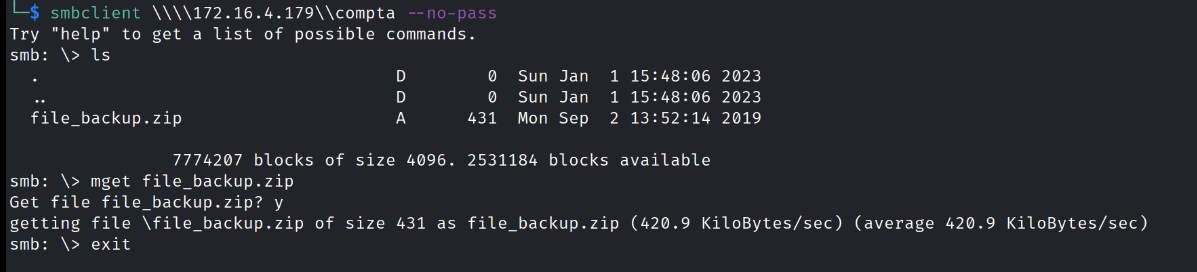 └─$ smbclient \\\\172.16.4.179\\compta --no-pass
Try "help" to get a list of possible commands.
smb: \> ls
  .                                   D        0  Sun Jan  1 15:48:06 2023
  ..                                  D        0  Sun Jan  1 15:48:06 2023
  file_backup.zip                     A      431  Mon Sep  2 13:52:14 2019

                7774207 blocks of size 4096. 2531184 blocks available
smb: \> mget file_backup.zip
Get file file_backup.zip? y
getting file \file_backup.zip of size 431 as file_backup.zip (420.9 KiloBytes/sec) (average 420.9 KiloBytes/sec)
smb: \> exit